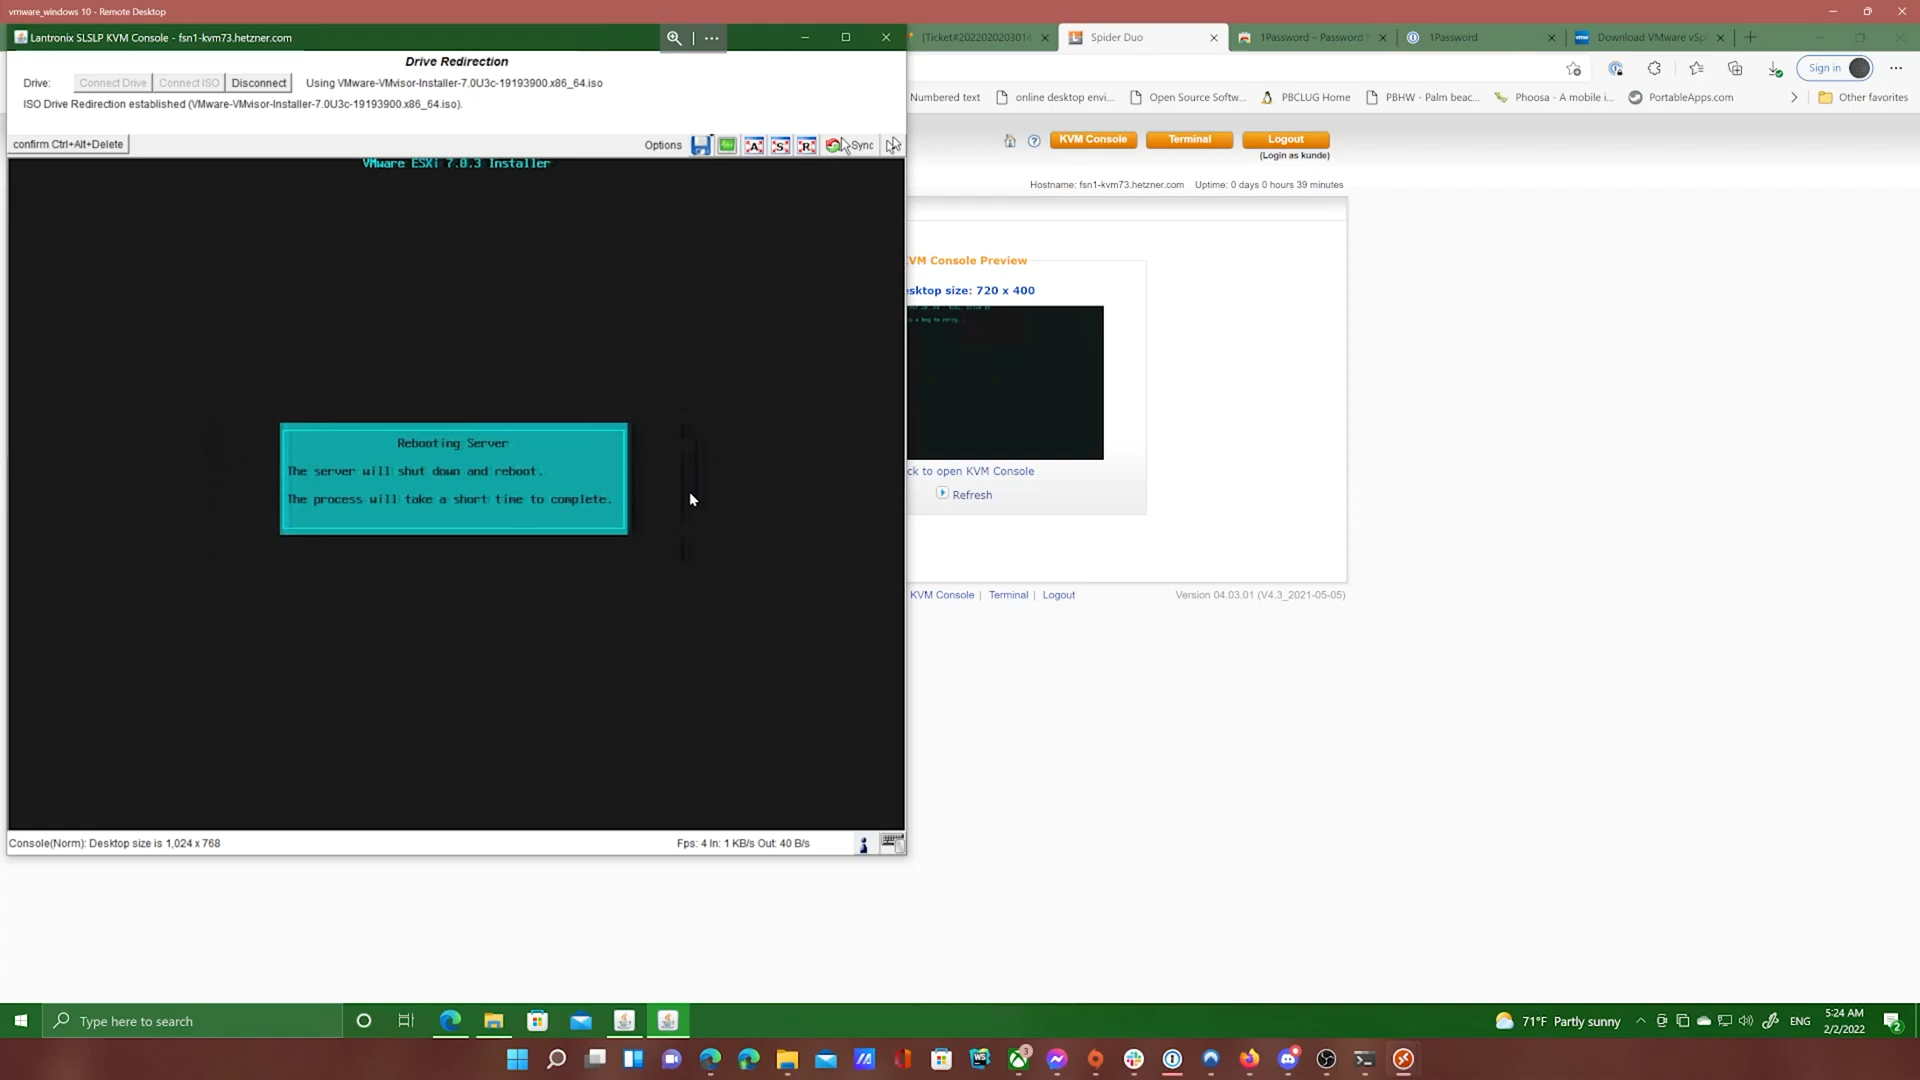 vmware_windows 10 - Remote Desktop
Lantronix SLSLP KVM Console - fsn1-kvm73.hetzner.com
[Ticket#2022020203014
Spider Duo
1Password – Password
1Password
Download VMware vSp
Sign in
Drive Redirection
Drive:
Connect Drive
Connect ISO
Disconnect
Using VMware-VMvisor-Installer-7.0U3c-19193900.x86_64.iso
ISO Drive Redirection established (VMware-VMvisor-Installer-7.0U3c-19193900.x86_64.iso).
Numbered text
online desktop envi...
Open Source Softw...
PBCLUG Home
PBHW - Palm beac...
Phoosa - A mobile i...
PortableApps.com
Other favorites
confirm Ctrl+Alt+Delete
Options
A
S
R
Sync
KVM Console
Terminal
Logout
(Login as kunde)
Hostname: fsn1-kvm73.hetzner.com
Uptime: 0 days 0 hours 39 minutes
VMware ESXi 7.0.3 Installer
Rebooting Server
The server will shut down and reboot.
The process will take a short time to complete.
VM Console Preview
esktop size: 720 x 400
ck to open KVM Console
Refresh
KVM Console |
Terminal |
Logout
Version 04.03.01 (V4.3_2021-05-05)
Console(Norm): Desktop size is 1,024 x 768
Fps: 4 In: 1 KB/s Out: 40 B/s
Type here to search
71°F Partly sunny
ENG
5:24 AM
2/2/2022
2
WS
3